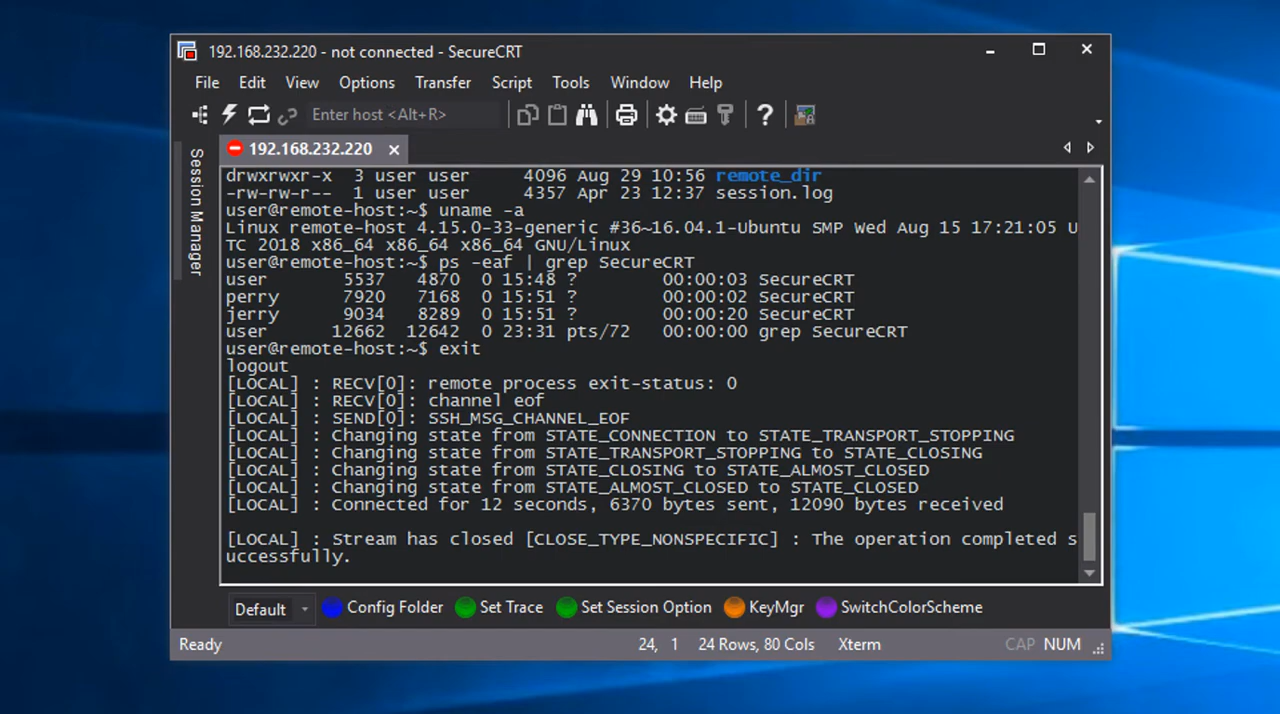 192.168.232.220 - not connected - SecureCRT
File Edit View Options Transfer Script Tools Window Help
Enter host <Alt+R>
192.168.232.220
Session Manager
drwxrwxr-x  3 user user     4096 Aug 29 10:56 remote_dir
-rw-rw-r--  1 user user     4357 Apr 23 12:37 session.log
user@remote-host:~$ uname -a
Linux remote-host 4.15.0-33-generic #36~16.04.1-Ubuntu SMP Wed Aug 15 17:21:05 U
TC 2018 x86_64 x86_64 x86_64 GNU/Linux
user@remote-host:~$ ps -eaf | grep SecureCRT
user       5537   4870  0 15:48 ?        00:00:03 SecureCRT
perry      7920   7168  0 15:51 ?        00:00:02 SecureCRT
jerry      9034   8289  0 15:51 ?        00:00:20 SecureCRT
user      12662  12642  0 23:31 pts/72   00:00:00 grep SecureCRT
user@remote-host:~$ exit
logout
[LOCAL] : RECV[0]: remote process exit-status: 0
[LOCAL] : RECV[0]: channel eof
[LOCAL] : SEND[0]: SSH_MSG_CHANNEL_EOF
[LOCAL] : Changing state from STATE_CONNECTION to STATE_TRANSPORT_STOPPING
[LOCAL] : Changing state from STATE_TRANSPORT_STOPPING to STATE_CLOSING
[LOCAL] : Changing state from STATE_CLOSING to STATE_ALMOST_CLOSED
[LOCAL] : Changing state from STATE_ALMOST_CLOSED to STATE_CLOSED
[LOCAL] : Connected for 12 seconds, 6370 bytes sent, 12090 bytes received
[LOCAL] : Stream has closed [CLOSE_TYPE_NONSPECIFIC] : The operation completed s
uccessfully.
Default Config Folder Set Trace Set Session Option KeyMgr SwitchColorScheme
Ready 24, 1 24 Rows, 80 Cols Xterm CAP NUM